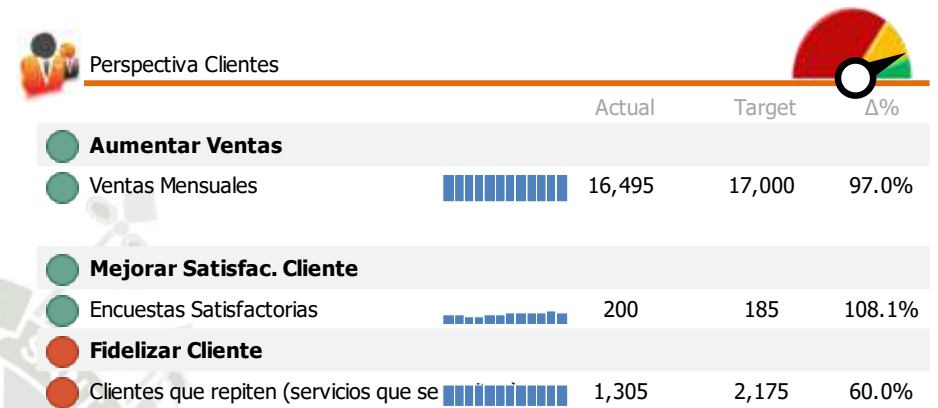 Perspectiva Clientes
Actual Target Δ%
Aumentar Ventas
Ventas Mensuales 16,495 17,000 97.0%
Mejorar Satisfac. Cliente
Encuestas Satisfactorias 200 185 108.1%
Fidelizar Cliente
Clientes que repiten (servicios que se 1,305 2,175 60.0%